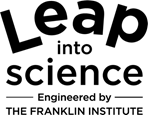 Leap
into
science
Engineered by
THE FRANKLIN INSTITUTE